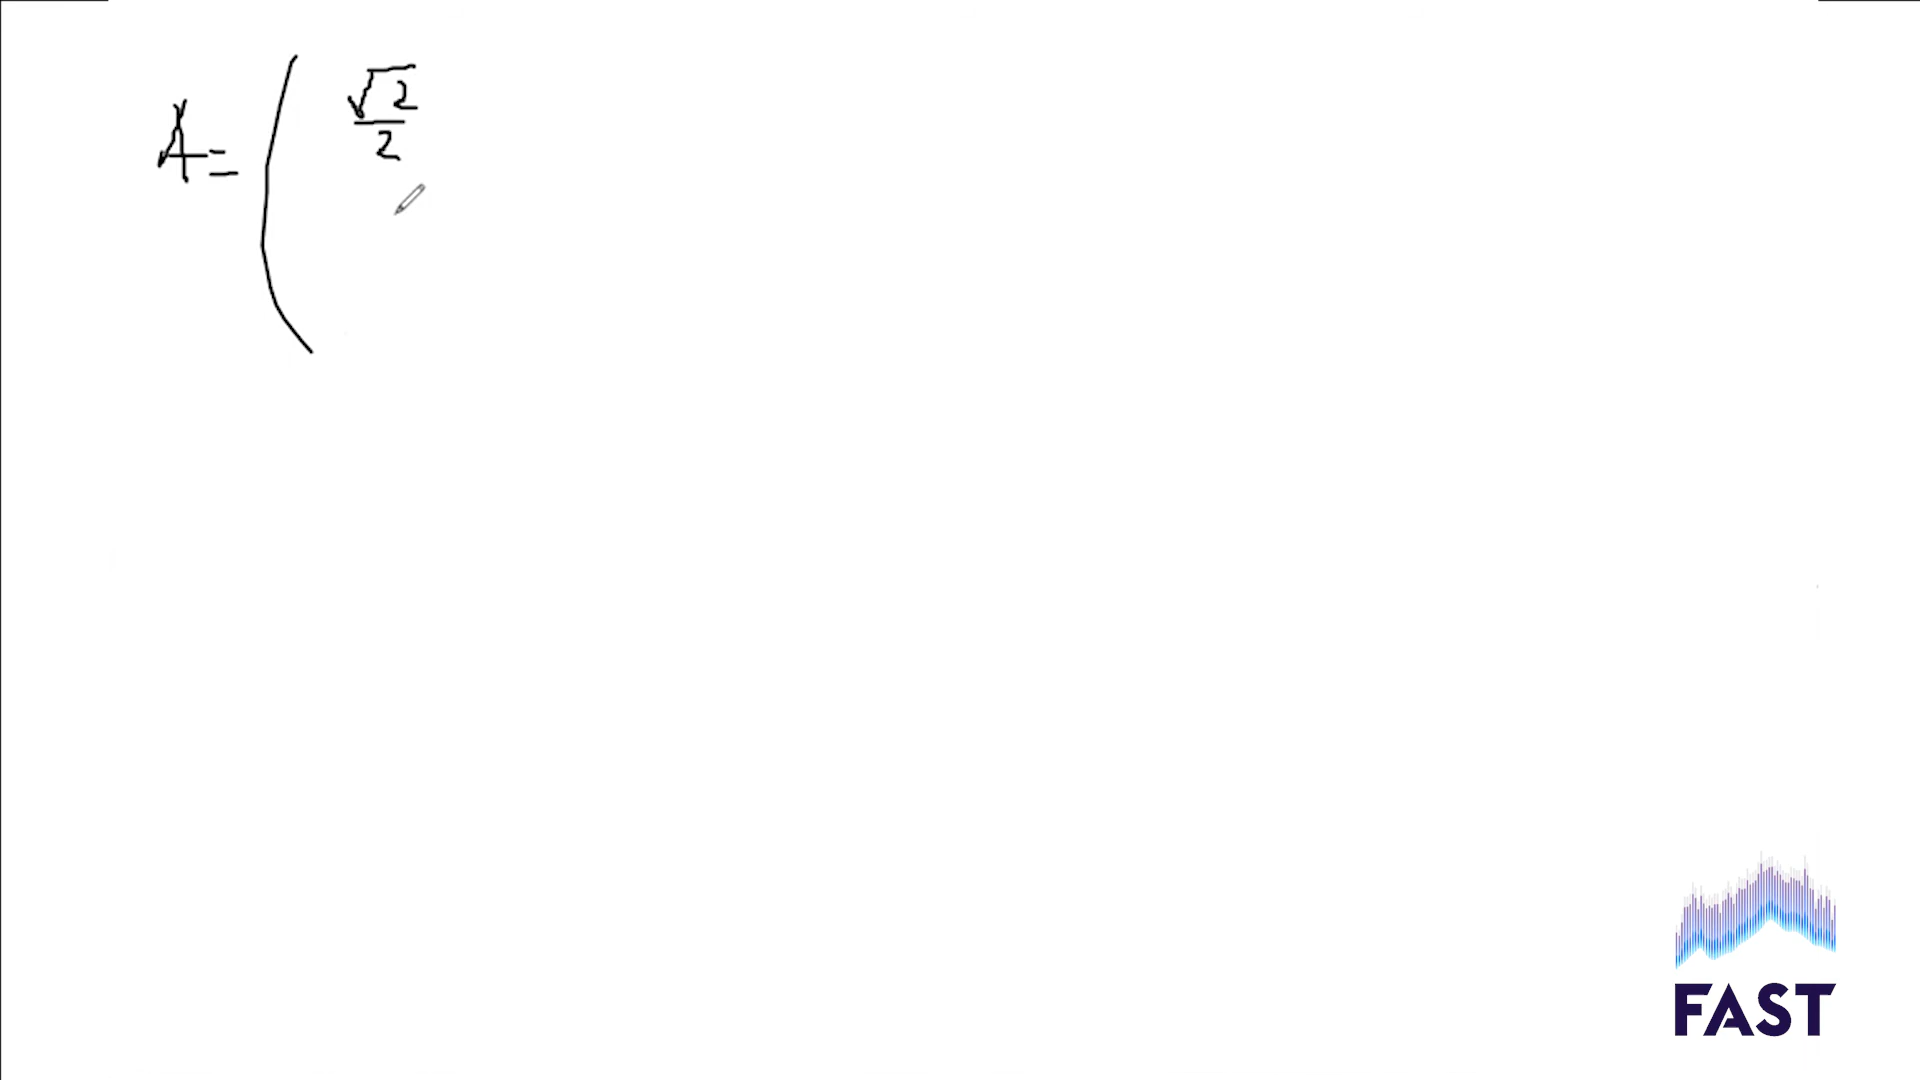 A = ( √2/2
FAST